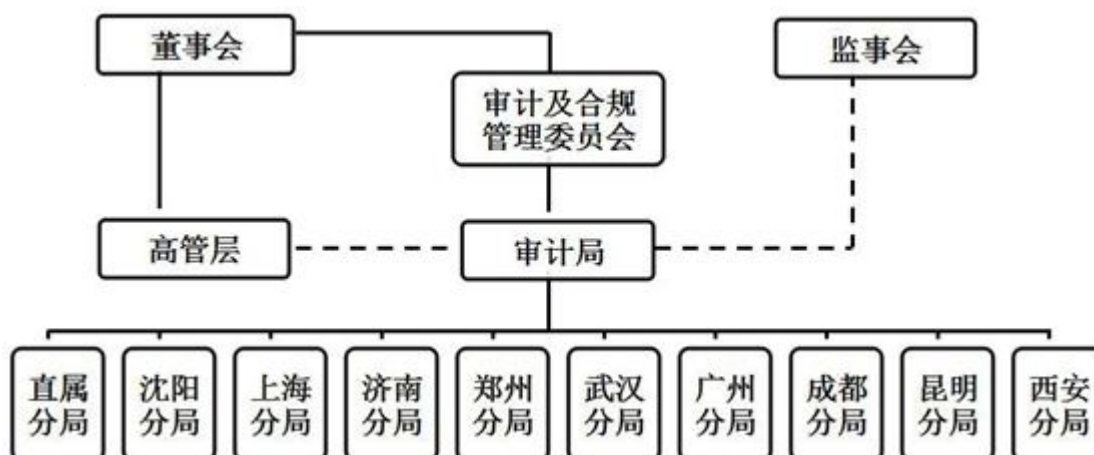 董事会
监事会
审计及合规
管理委员会
高管层
审计局
直属
分局
沈阳
分局
上海
分局
济南
分局
郑州
分局
武汉
分局
广州
分局
成都
分局
昆明
分局
西安
分局